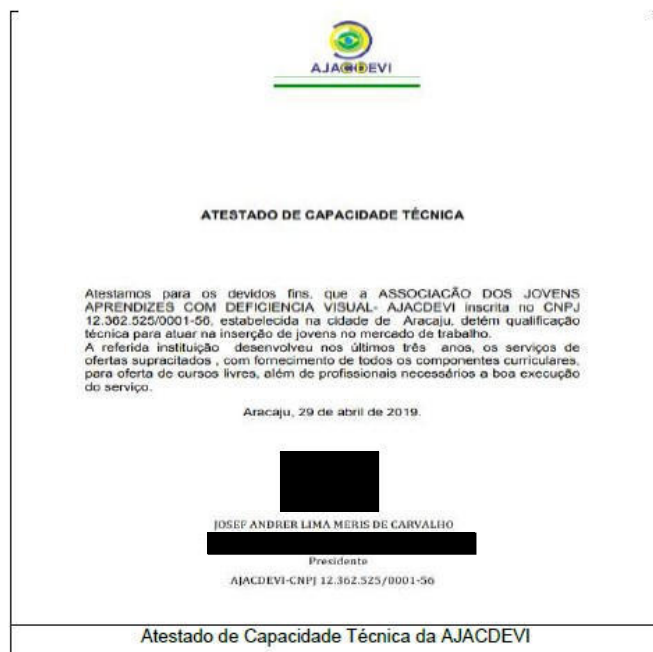 AJACDEVI
ATESTADO DE CAPACIDADE TÉCNICA
Atestamos para os devidos fins, que a ASSOCIACÃO DOS JOVENS
APRENDIZES COM DEFICIENCIA VISUAL- AJACDEVI inscrita no CNPJ
12.362.525/0001-56, estabelecida na cidade de Aracaju, detém qualificação
técnica para atuar na inserção de jovens no mercado de trabalho.
A referida instituição desenvolveu nos últimos três anos, os serviços de
ofertas supracitados , com fornecimento de todos os componentes curriculares,
para oferta de cursos livres, além de profissionais necessários a boa execução
do serviço.
Aracaju, 29 de abril de 2019.
JOSEF ANDRER LIMA MERIS DE CARVALHO
Presidente
AJACDEVI-CNPJ 12.362.525/0001-56
Atestado de Capacidade Técnica da AJACDEVI